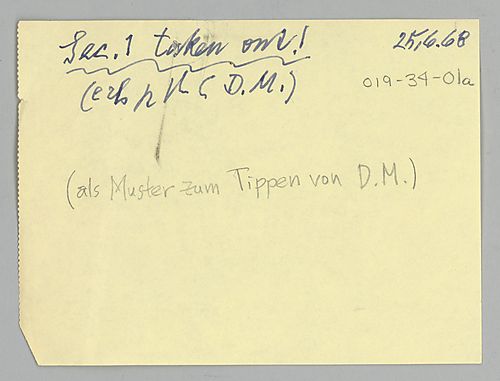 Sec. 1 taken out! 25.6.68
019-34-01a
D.M.)
(als Muster zum Tippen von D.M.)